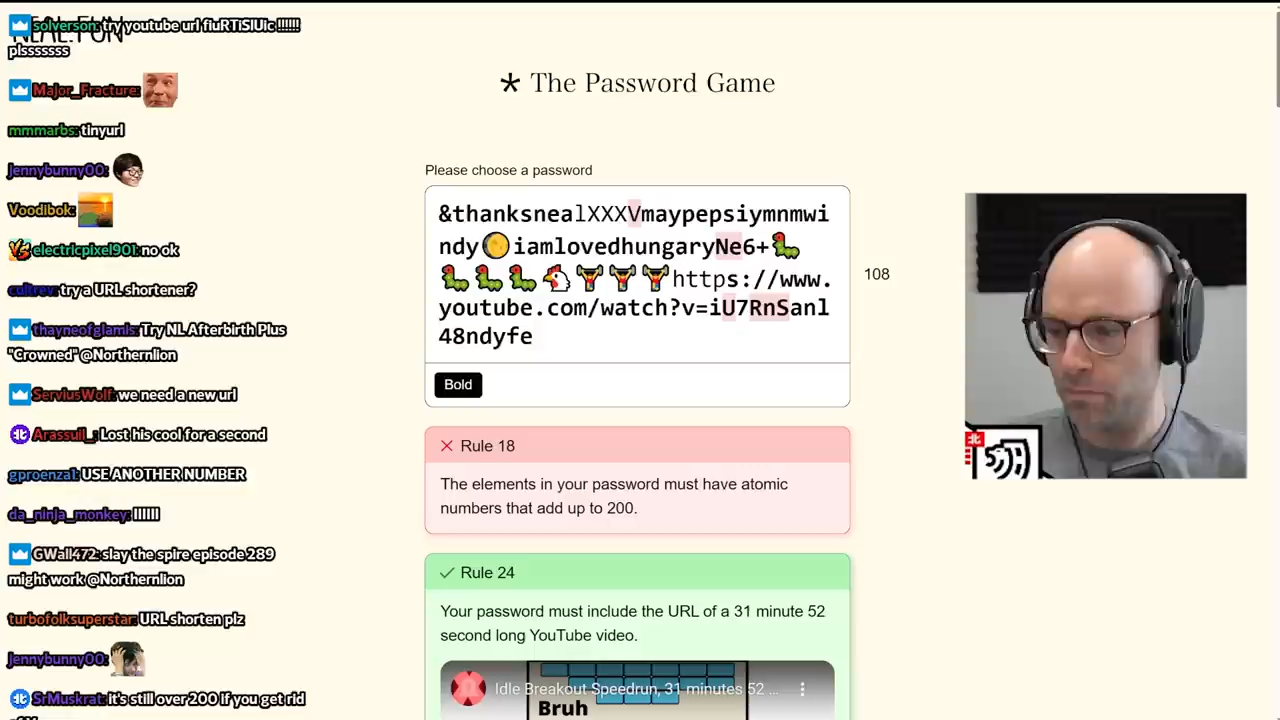 NEAL.FUN
solverson: try youtube url fiuRTiSlUic !!!!!!
plsssssss
Major_Fracture:
mmmarbs: tinyurl
jennybunny00:
Voodibok:
electricpixel901: no ok
cultrev: try a URL shortener?
thayneofglamis: Try NL Afterbirth Plus
"Crowned" @Northernlion
ServiusWolf: we need a new url
Arassuil_: Lost his cool for a second
gproenza1: USE ANOTHER NUMBER
da_ninja_monkey: llllll
GWall472: slay the spire episode 289
might work @Northernlion
turbofolksuperstar: URL shorten plz
jennybunny00:
SrMuskrat: it's still over 200 if you get rid
* The Password Game
Please choose a password
&thanksnealXXXVmaypepsiymnmwi
ndy🌔iamlovedhungaryNe6+🐛
🐛🐛🐛🐔🏋️🏋️🏋️https://www.
youtube.com/watch?v=iU7RnSanl
48ndyfe
108
Bold
Rule 18
The elements in your password must have atomic
numbers that add up to 200.
Rule 24
Your password must include the URL of a 31 minute 52
second long YouTube video.
Idle Breakout Speedrun, 31 minutes 52 ...
Bruh
北